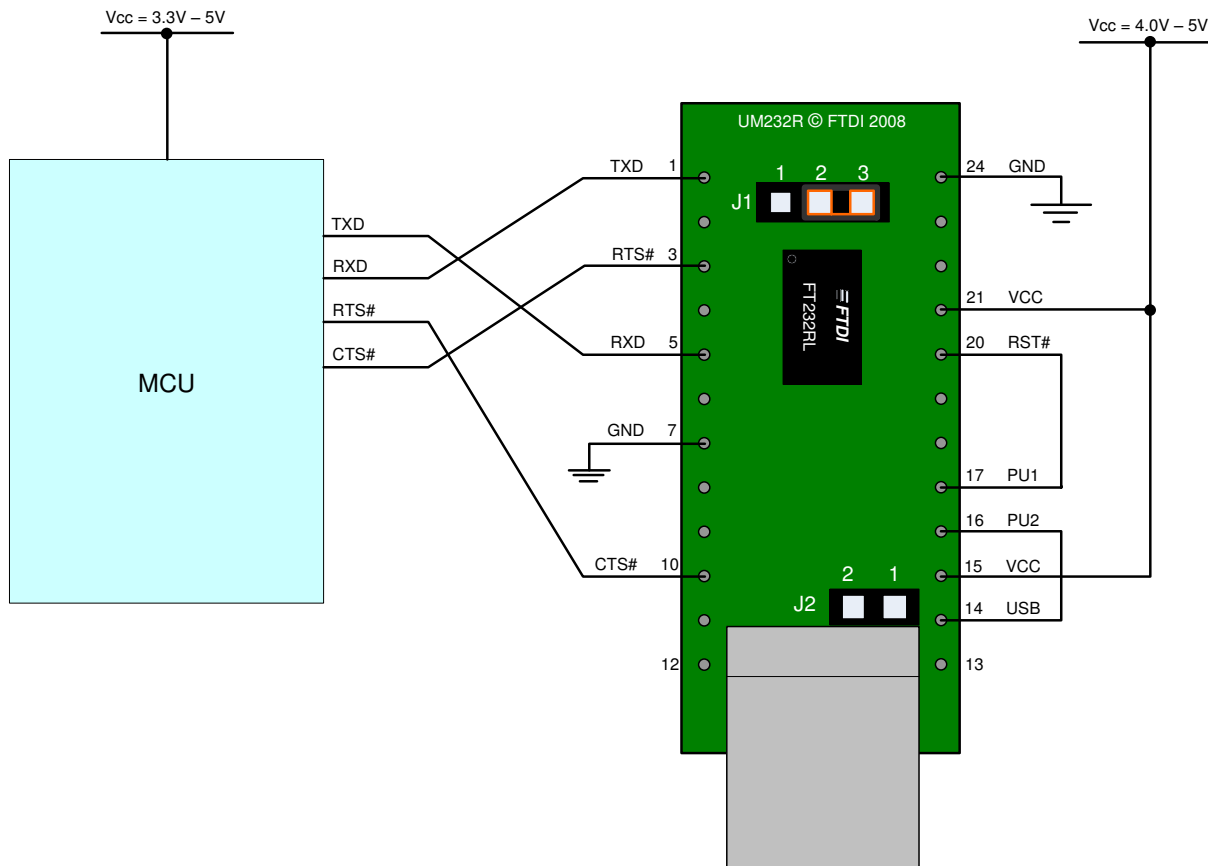 Vcc = 3.3V – 5V
Vcc = 4.0V – 5V
UM232R © FTDI 2008
TXD 1
24 GND
1 2 3
J1
TXD
RXD
RTS#
CTS#
MCU
RTS# 3
21 VCC
FTDI
FT232RL
RXD 5
20 RST#
GND 7
17 PU1
16 PU2
CTS# 10
15 VCC
2 1
J2
14 USB
12
13